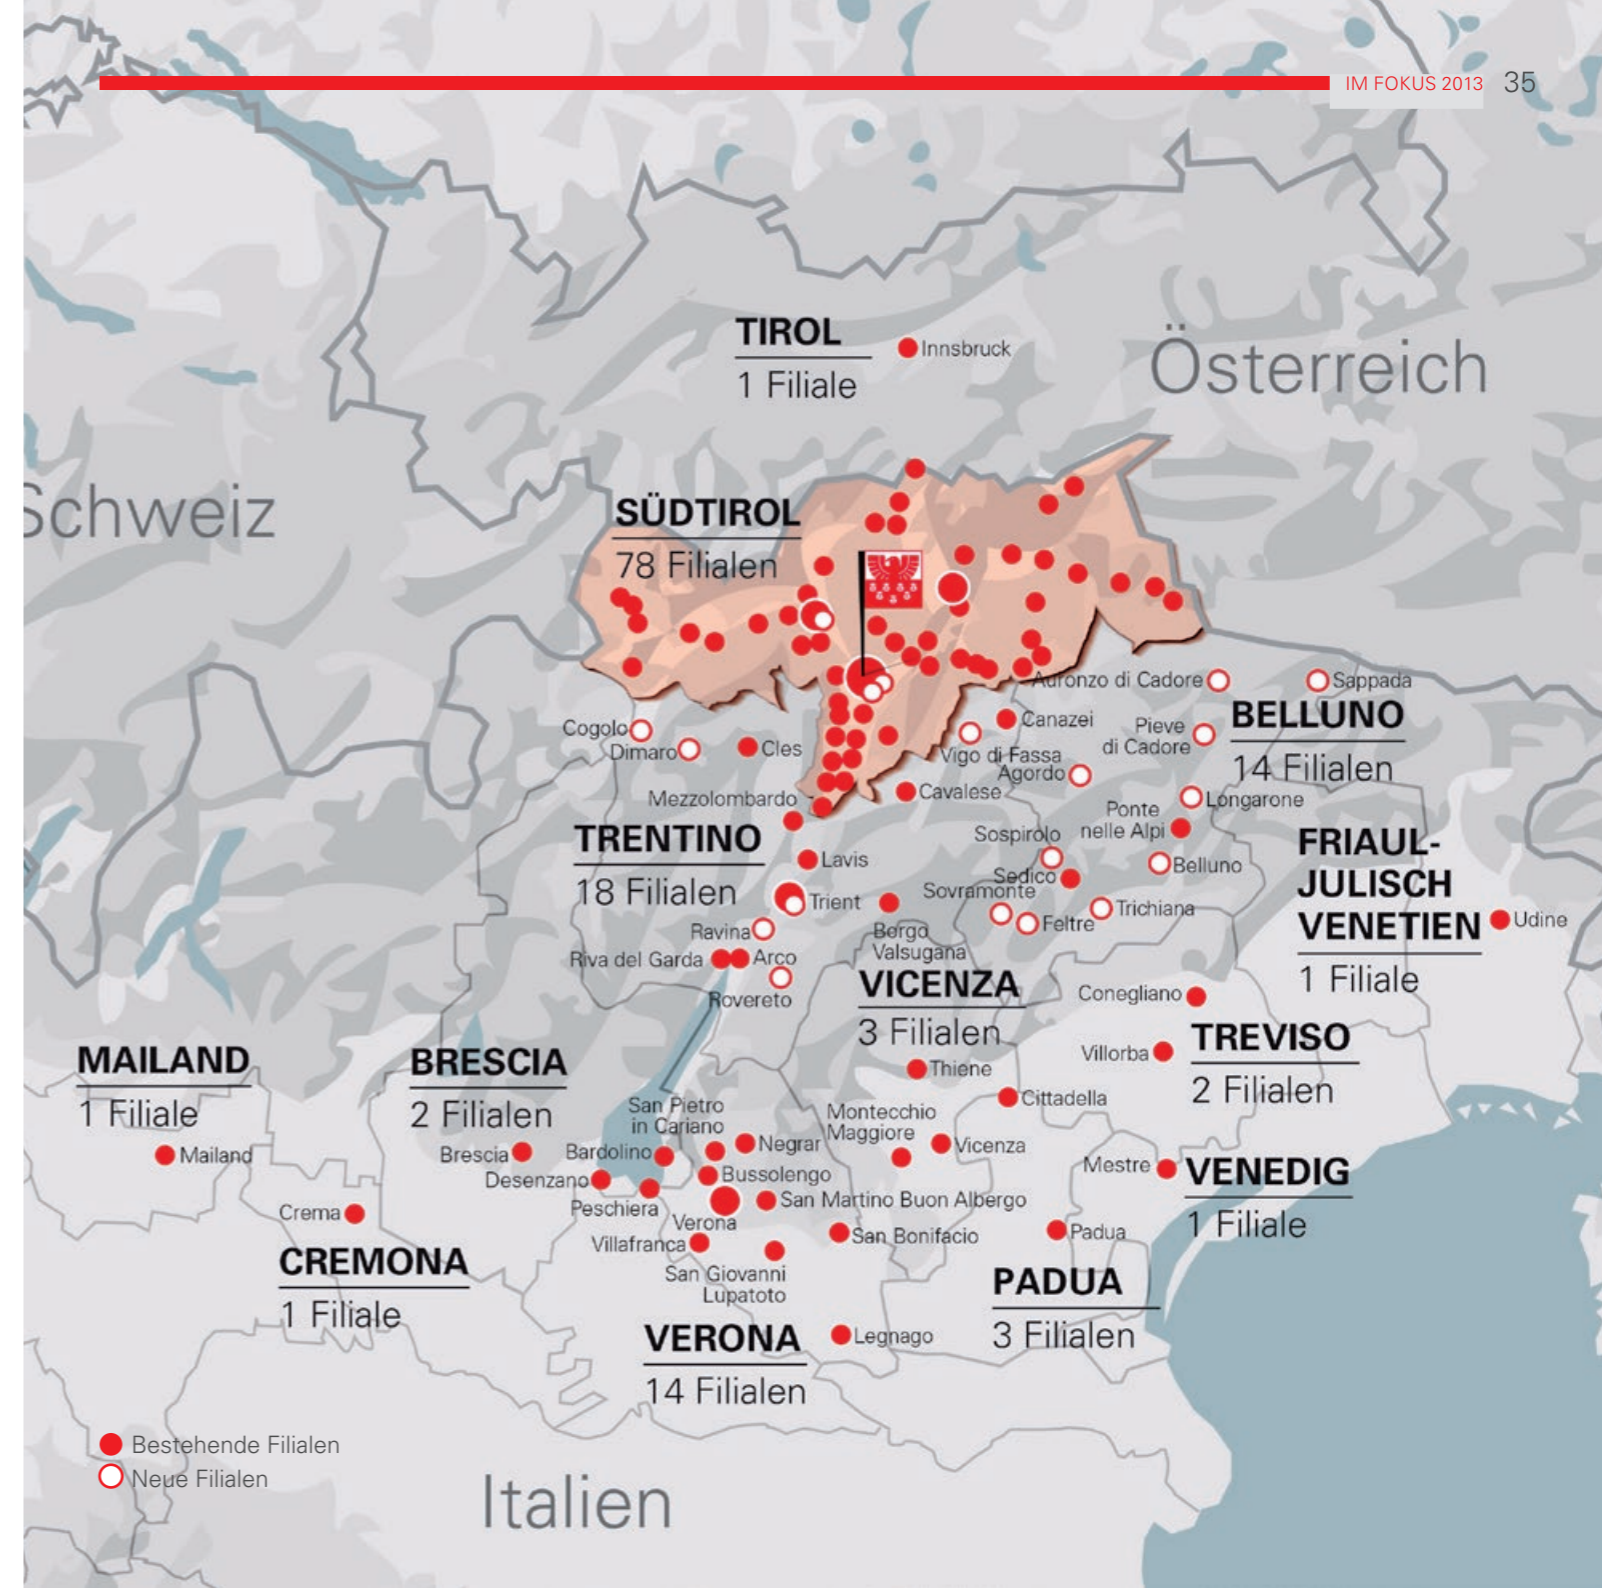 IM FOKUS 2013 35
TIROL
1 Filiale
Innsbruck
Österreich
Schweiz
SÜDTIROL
78 Filialen
Auronzo di Cadore
Sappada
Cogolo
Dimaro
Cles
Canazei
Vigo di Fassa
Pieve
di Cadore
BELLUNO
14 Filialen
Agordo
Cavalese
Longarone
Mezzolombardo
Ponte
nelle Alpi
Sospirolo
TRENTINO
18 Filialen
Lavis
Belluno
Sedico
Sovramonte
Trient
Trichiana
Feltre
FRIAUL-
JULISCH
VENETIEN
1 Filiale
Udine
Ravina
Borgo
Valsugana
Riva del Garda
Arco
Rovereto
VICENZA
3 Filialen
Conegliano
Villorba
TREVISO
2 Filialen
Thiene
Cittadella
MAILAND
1 Filiale
Mailand
BRESCIA
2 Filialen
Brescia
San Pietro
in Cariano
Negrar
Montecchio
Maggiore
Vicenza
Bardolino
Desenzano
Bussolengo
Peschiera
Verona
San Martino Buon Albergo
Mestre
VENEDIG
1 Filiale
Crema
CREMONA
1 Filiale
Villafranca
San Bonifacio
Padua
San Giovanni
Lupatoto
PADUA
3 Filialen
VERONA
14 Filialen
Legnago
Bestehende Filialen
Neue Filialen
Italien